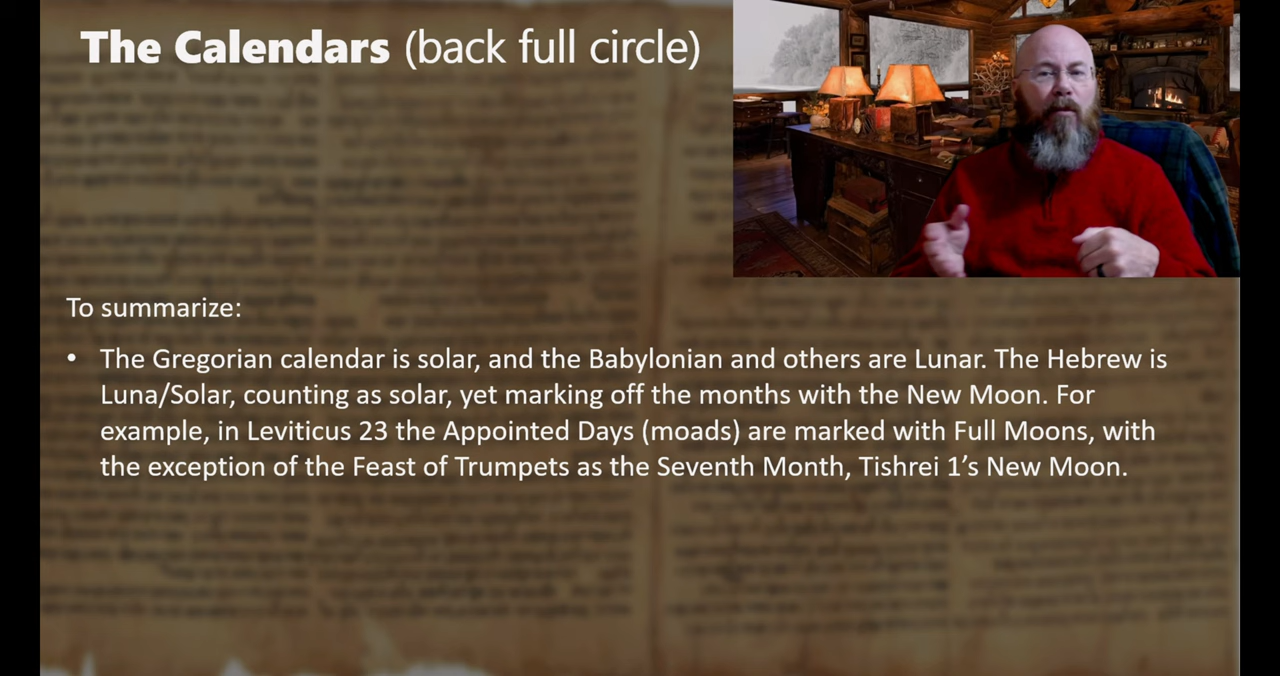 The Calendars (back full circle)
To summarize:
• The Gregorian calendar is solar, and the Babylonian and others are Lunar. The Hebrew is
Luna/Solar, counting as solar, yet marking off the months with the New Moon. For
example, in Leviticus 23 the Appointed Days (moads) are marked with Full Moons, with
the exception of the Feast of Trumpets as the Seventh Month, Tishrei 1’s New Moon.